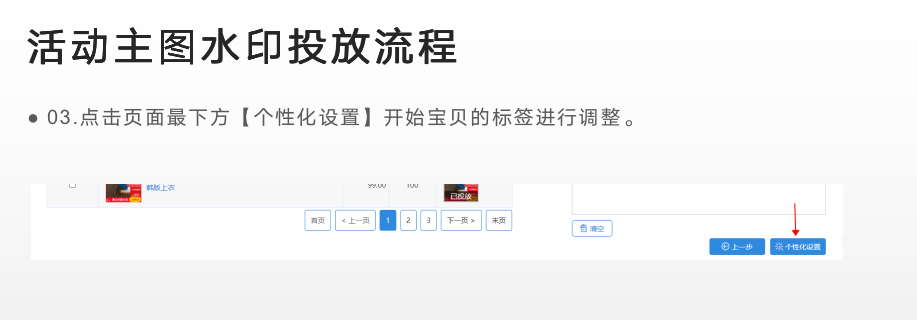 活动主图水印投放流程
● 03.点击页面最下方【个性化设置】开始宝贝的标签进行调整。
韩版上衣 99.00 100 已投放
首页 < 上一页 1 2 3 下一页 > 末页
清空
上一步 个性化设置